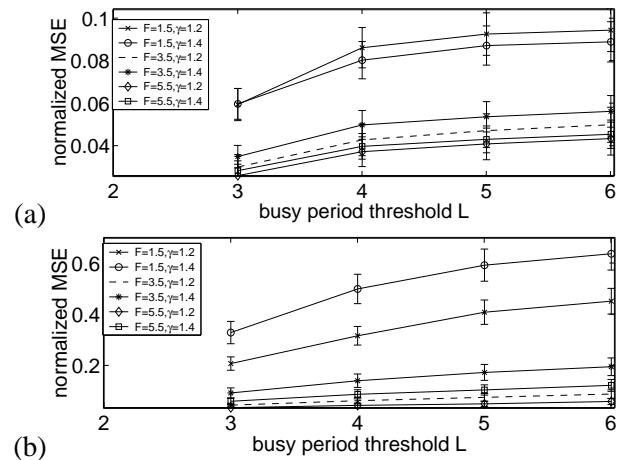 0.1
0.08
0.06
0.04
normalized MSE
F=1.5,γ=1.2
F=1.5,γ=1.4
F=3.5,γ=1.2
F=3.5,γ=1.4
F=5.5,γ=1.2
F=5.5,γ=1.4
2 3 4 5 6
busy period threshold L
(a)
0.6
0.4
0.2
normalized MSE
F=1.5,γ=1.2
F=1.5,γ=1.4
F=3.5,γ=1.2
F=3.5,γ=1.4
F=5.5,γ=1.2
F=5.5,γ=1.4
2 3 4 5 6
busy period threshold L
(b)